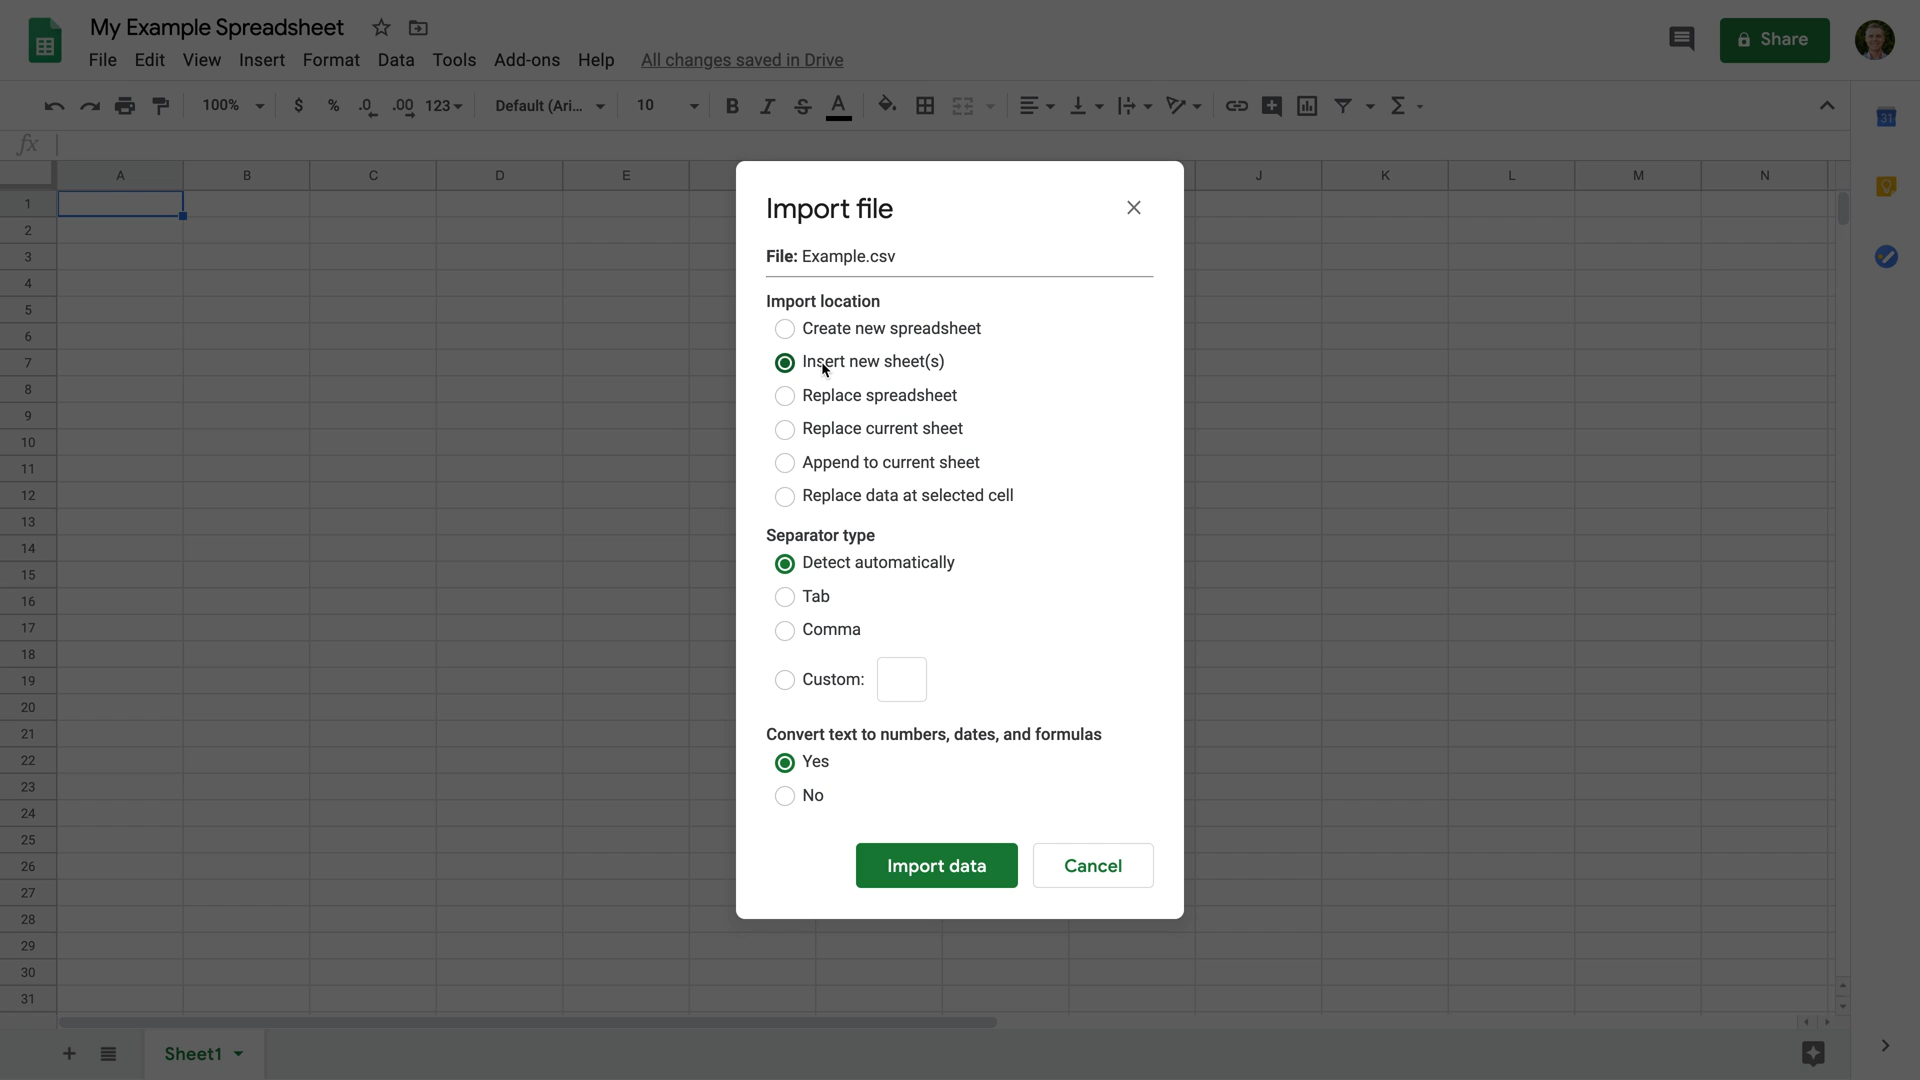 My Example Spreadsheet
File Edit View Insert Format Data Tools Add-ons Help All changes saved in Drive
Share
100% $ % .0 .00 123 Default (Ari... 10 B I S A Σ
31
fx
A B C D E J K L M N
1
2
3
4
5
6
7
8
9
10
11
12
13
14
15
16
17
18
19
20
21
22
23
24
25
26
27
28
29
30
31
Import file
File: Example.csv
Import location
Create new spreadsheet
Insert new sheet(s)
Replace spreadsheet
Replace current sheet
Append to current sheet
Replace data at selected cell
Separator type
Detect automatically
Tab
Comma
Custom:
Convert text to numbers, dates, and formulas
Yes
No
Import data Cancel
Sheet1